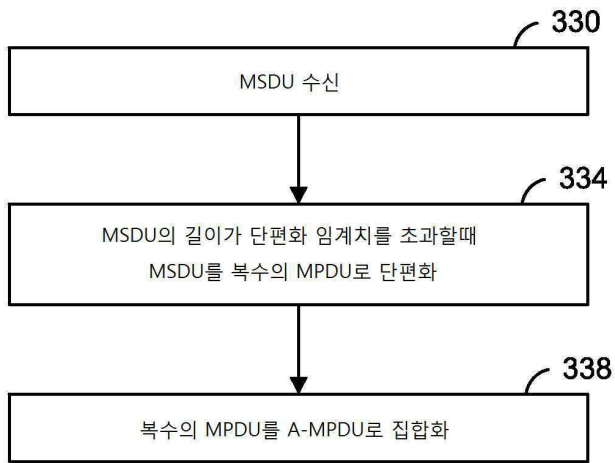 330
MSDU 수신
334
MSDU의 길이가 단편화 임계치를 초과할때
MSDU를 복수의 MPDU로 단편화
338
복수의 MPDU를 A-MPDU로 집합화